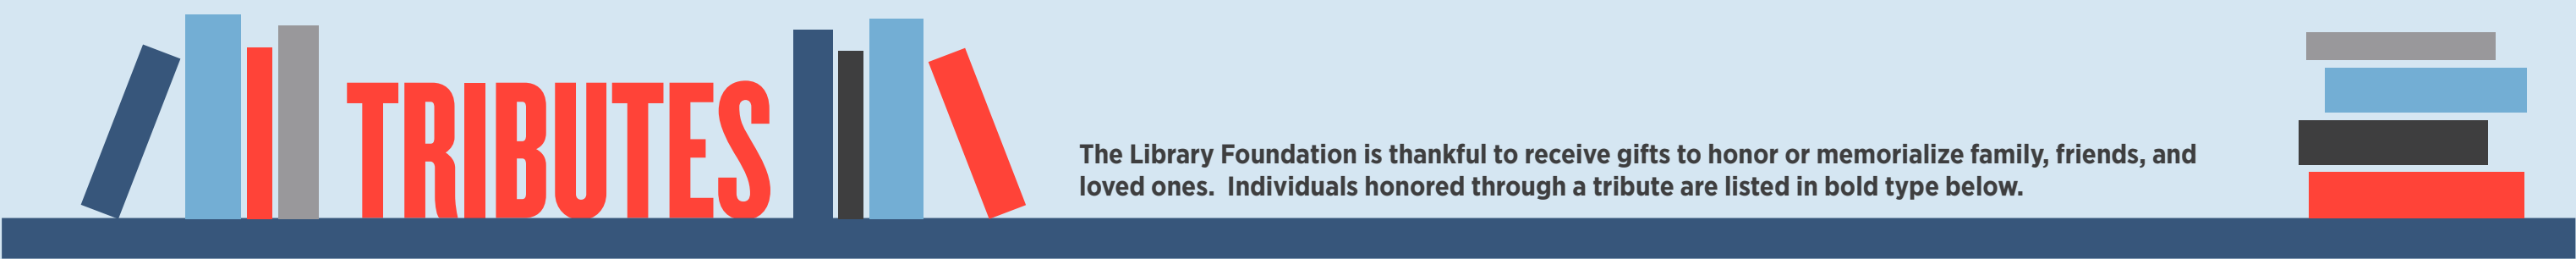 TRIBUTES
The Library Foundation is thankful to receive gifts to honor or memorialize family, friends, and
loved ones.  Individuals honored through a tribute are listed in bold type below.